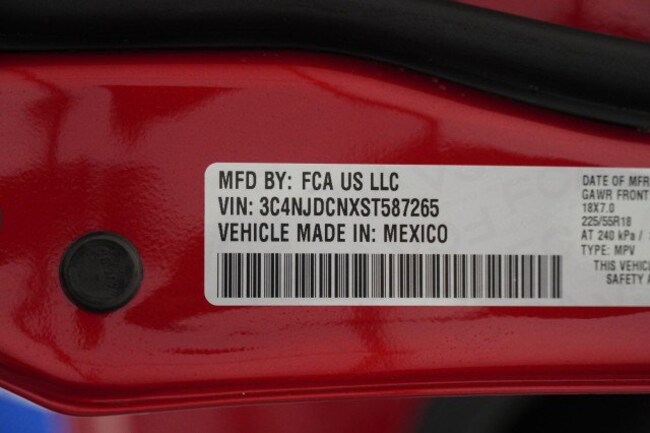 MFD BY: FCA US LLC
VIN: 3C4NJDCNXST587265
VEHICLE MADE IN: MEXICO
DATE OF MFR
GAWR FRONT
18X7.0
225/55R18
AT 240 kPa /
TYPE: MPV
THIS VEHIC
SAFETY A